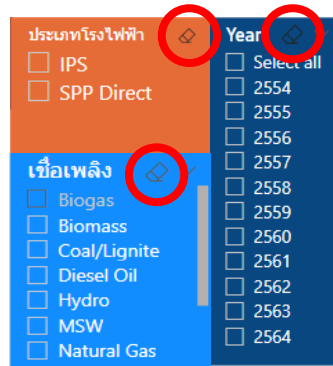 ประเภทโรงไฟฟ้า
IPS
SPP Direct
เชื่อเพลิง
Biogas
Biomass
Coal/Lignite
Diesel Oil
Hydro
MSW
Natural Gas
Year
Select all
2554
2555
2556
2557
2558
2559
2560
2561
2562
2563
2564